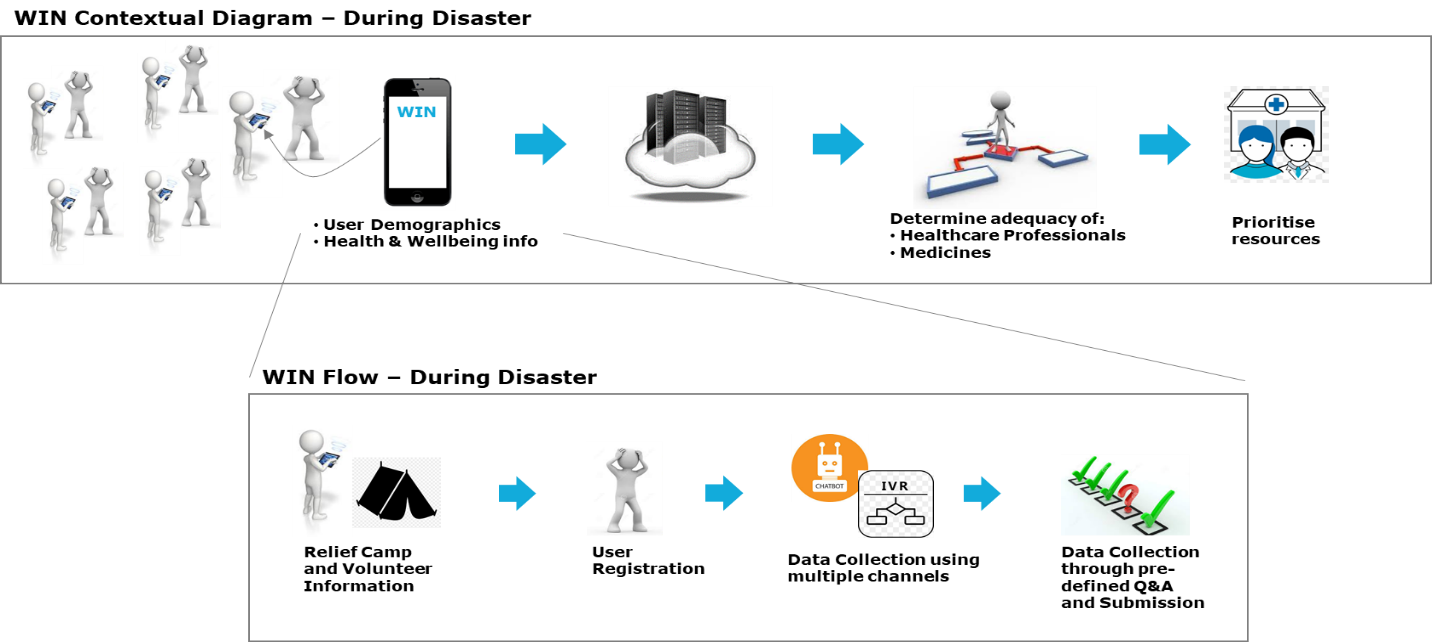 WIN Contextual Diagram – During Disaster
WIN
• User Demographics
• Health & Wellbeing info
Determine adequacy of:
• Healthcare Professionals
• Medicines
Prioritise
resources
WIN Flow – During Disaster
Relief Camp
and Volunteer
Information
User
Registration
CHATBOT
IVR
Data Collection using
multiple channels
Data Collection
through pre-
defined Q&A
and Submission